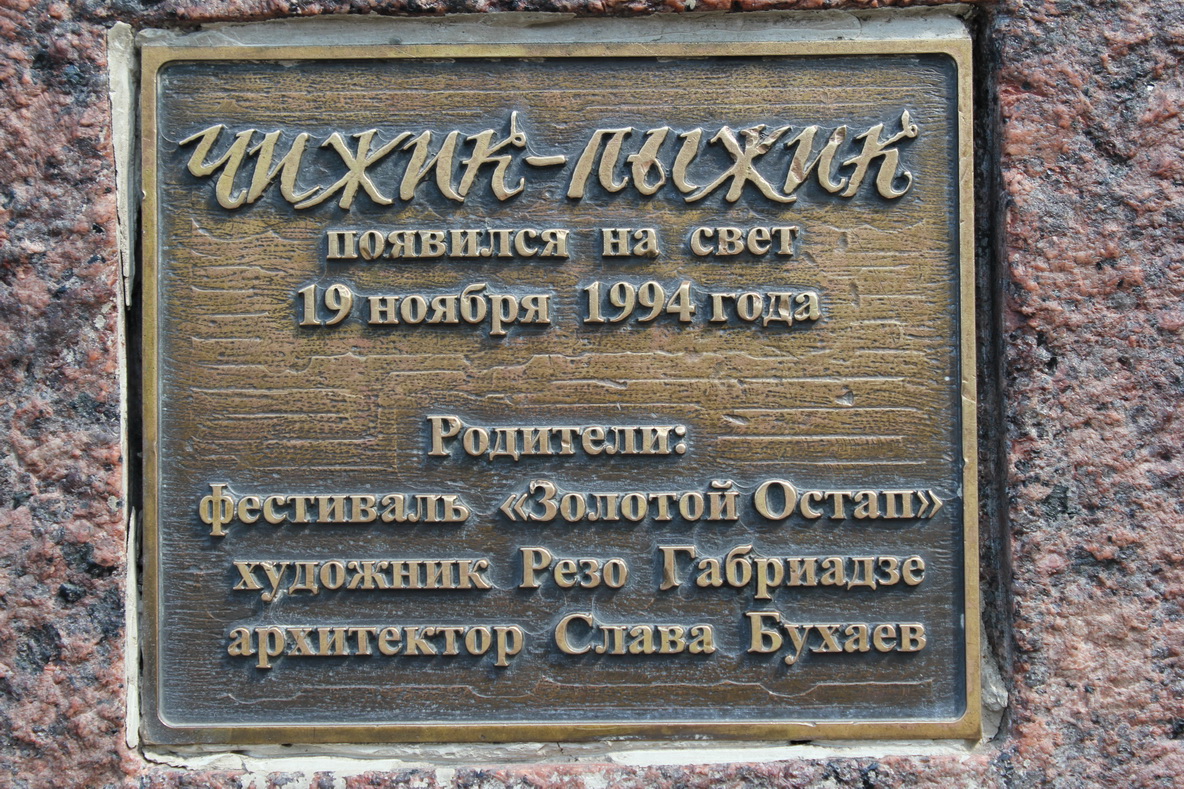 Чижик-Пыжик
появился на свет
19 ноября 1994 года
Родители:
фестиваль «Золотой Остап»
художник Резо Габриадзе
архитектор Слава Бухаев